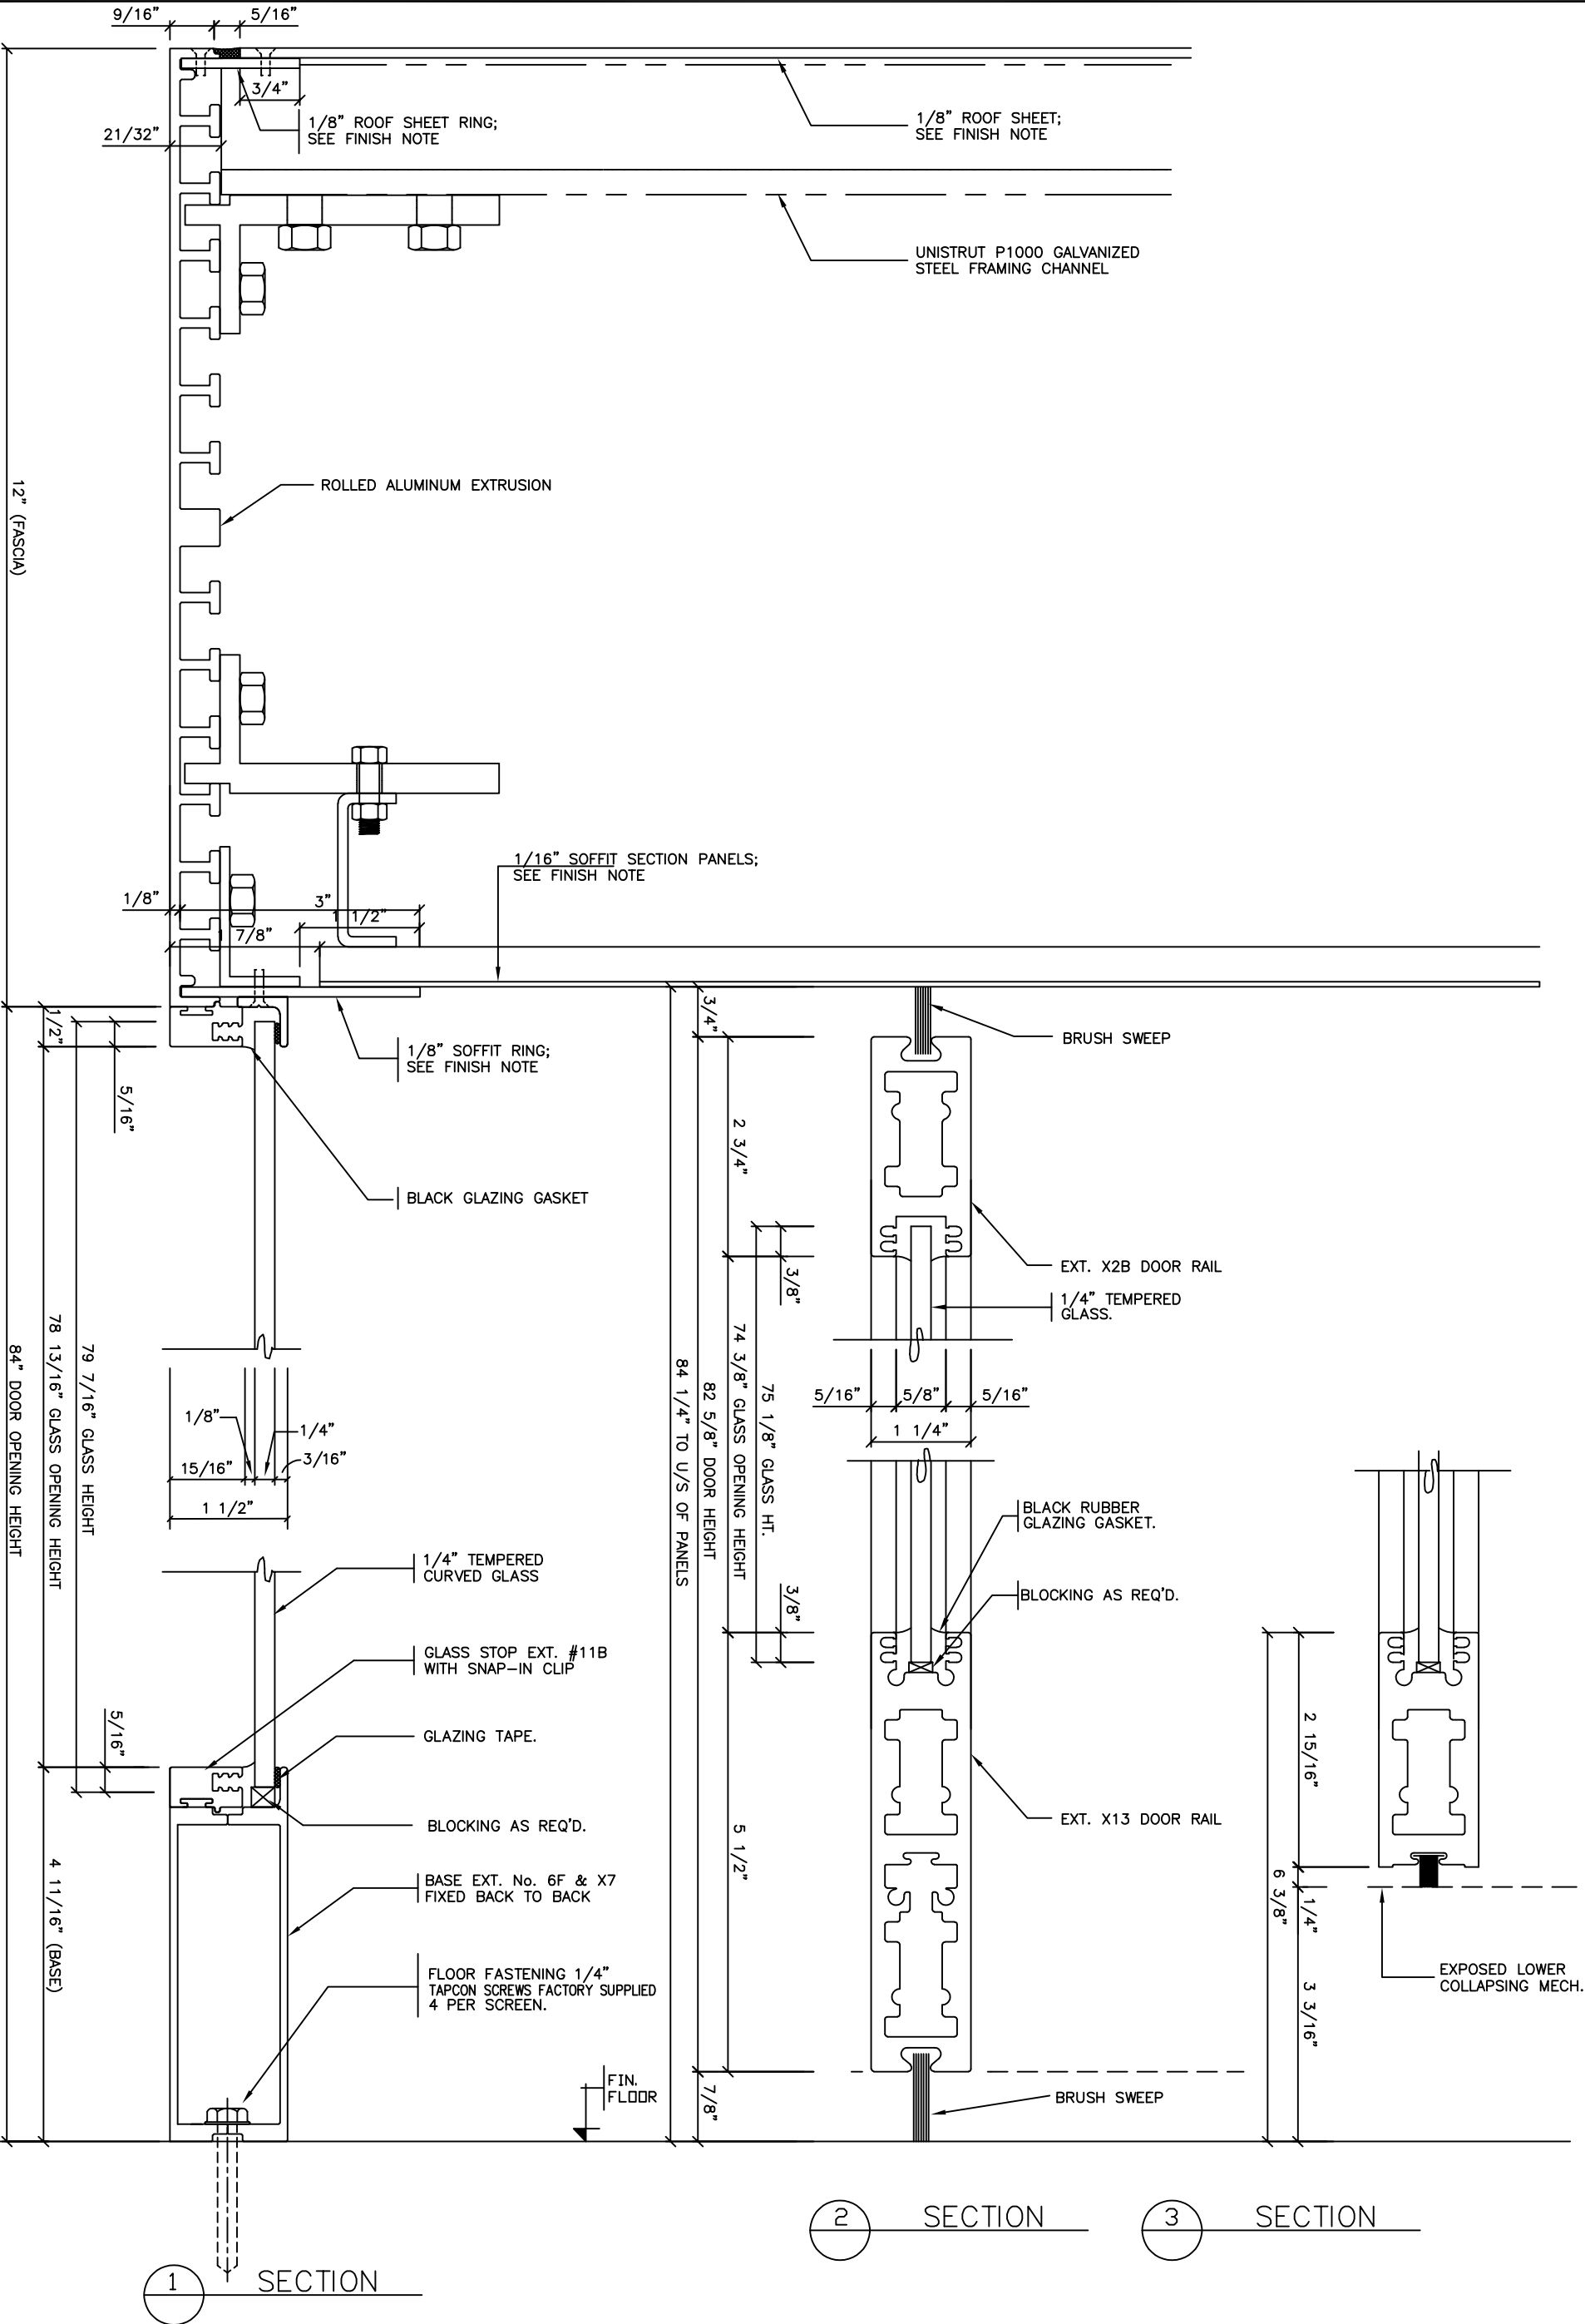 9/16"
5/16"
3/4"
1/8" ROOF SHEET RING;
SEE FINISH NOTE
1/8" ROOF SHEET;
SEE FINISH NOTE
21/32"
UNISTRUT P1000 GALVANIZED
STEEL FRAMING CHANNEL
12" (FASCIA)
ROLLED ALUMINUM EXTRUSION
1/16" SOFFIT SECTION PANELS;
SEE FINISH NOTE
1/8"
3"
1 1/2"
1 7/8"
1/2"
5/16"
1/8" SOFFIT RING;
SEE FINISH NOTE
3/4"
BRUSH SWEEP
2 3/4"
BLACK GLAZING GASKET
EXT. X2B DOOR RAIL
3/8"
1/4" TEMPERED
GLASS.
84" DOOR OPENING HEIGHT
78 13/16" GLASS OPENING HEIGHT
79 7/16" GLASS HEIGHT
84 1/4" TO U/S OF PANELS
82 5/8" DOOR HEIGHT
74 3/8" GLASS OPENING HEIGHT
75 1/8" GLASS HT.
5/16"
5/8"
5/16"
1 1/4"
1/8"
1/4"
15/16"
3/16"
1 1/2"
BLACK RUBBER
GLAZING GASKET.
1/4" TEMPERED
CURVED GLASS
3/8"
BLOCKING AS REQ'D.
GLASS STOP EXT. #11B
WITH SNAP-IN CLIP
5/16"
GLAZING TAPE.
2 15/16"
BLOCKING AS REQ'D.
EXT. X13 DOOR RAIL
5 1/2"
4 11/16" (BASE)
BASE EXT. No. 6F & X7
FIXED BACK TO BACK
6 3/8"
1/4"
3 3/16"
FLOOR FASTENING 1/4"
TAPCON SCREWS FACTORY SUPPLIED
4 PER SCREEN.
EXPOSED LOWER
COLLAPSING MECH.
FIN.
FLOOR
7/8"
BRUSH SWEEP
2 SECTION
3 SECTION
1 SECTION